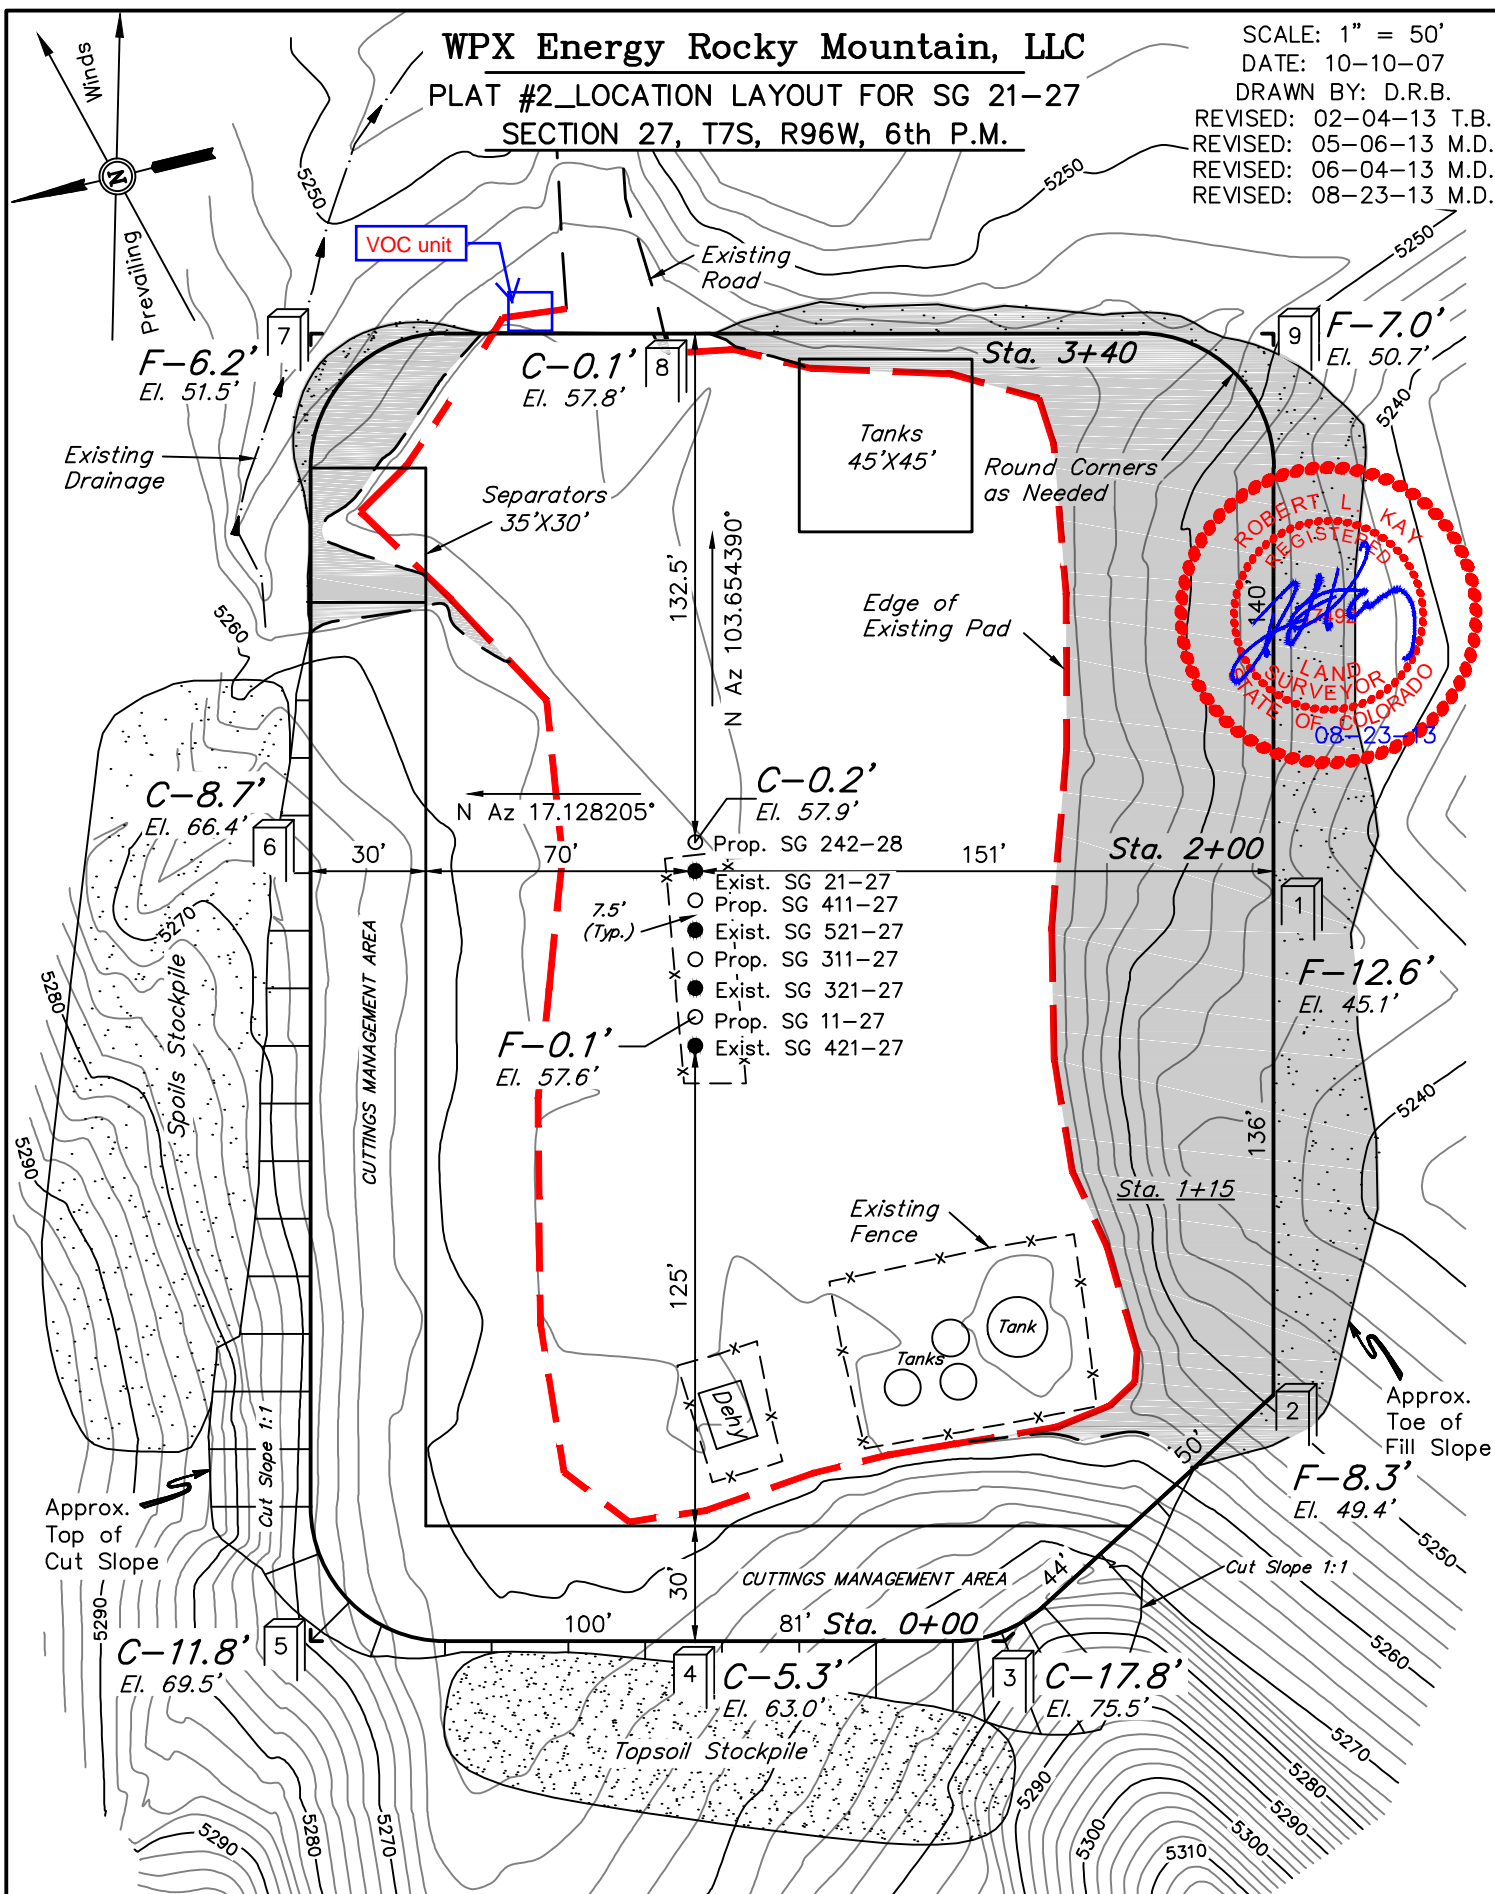 WPX Energy Rocky Mountain, LLC
PLAT #2_LOCATION LAYOUT FOR SG 21-27
SECTION 27, T7S, R96W, 6th P.M.
SCALE: 1" = 50'
DATE: 10-10-07
DRAWN BY: D.R.B.
REVISED: 02-04-13 T.B.
REVISED: 05-06-13 M.D.
REVISED: 06-04-13 M.D.
REVISED: 08-23-13 M.D.
Winds
N
Prevailing
5250
5250
5250
VOC unit
Existing
Road
7
F-6.2'
El. 51.5'
C-0.1'
El. 57.8'
8
Sta. 3+40
9
F-7.0'
El. 50.7'
5240
Existing
Drainage
Separators
35'X30'
Tanks
45'X45'
Round Corners
as Needed
132.5'
N Az 103.654390°
Edge of
Existing Pad
140'
ROBERT L. KAY
REGISTERED
7492
LAND
SURVEYOR
STATE OF COLORADO
08-23-13
5260
C-8.7'
El. 66.4'
6
N Az 17.128205°
C-0.2'
El. 57.9'
30'
70'
151'
Sta. 2+00
Prop. SG 242-28
Exist. SG 21-27
Prop. SG 411-27
Exist. SG 521-27
Prop. SG 311-27
Exist. SG 321-27
Prop. SG 11-27
Exist. SG 421-27
7.5'
(Typ.)
1
F-12.6'
El. 45.1'
F-0.1'
El. 57.6'
5270
5280
5290
Spoils Stockpile
CUTTINGS MANAGEMENT AREA
5240
136'
Sta. 1+15
Existing
Fence
125'
Tank
Tanks
Dehy
2
Approx.
Toe of
Fill Slope
F-8.3'
El. 49.4'
50'
Cut Slope 1:1
Approx.
Top of
Cut Slope
5290
30'
CUTTINGS MANAGEMENT AREA
44'
Cut Slope 1:1
5250
5260
100'
81'
Sta. 0+00
5
C-11.8'
El. 69.5'
4
C-5.3'
El. 63.0'
3
C-17.8'
El. 75.5'
Topsoil Stockpile
5270
5280
5290
5300
5290
5280
5270
5290
5300
5310